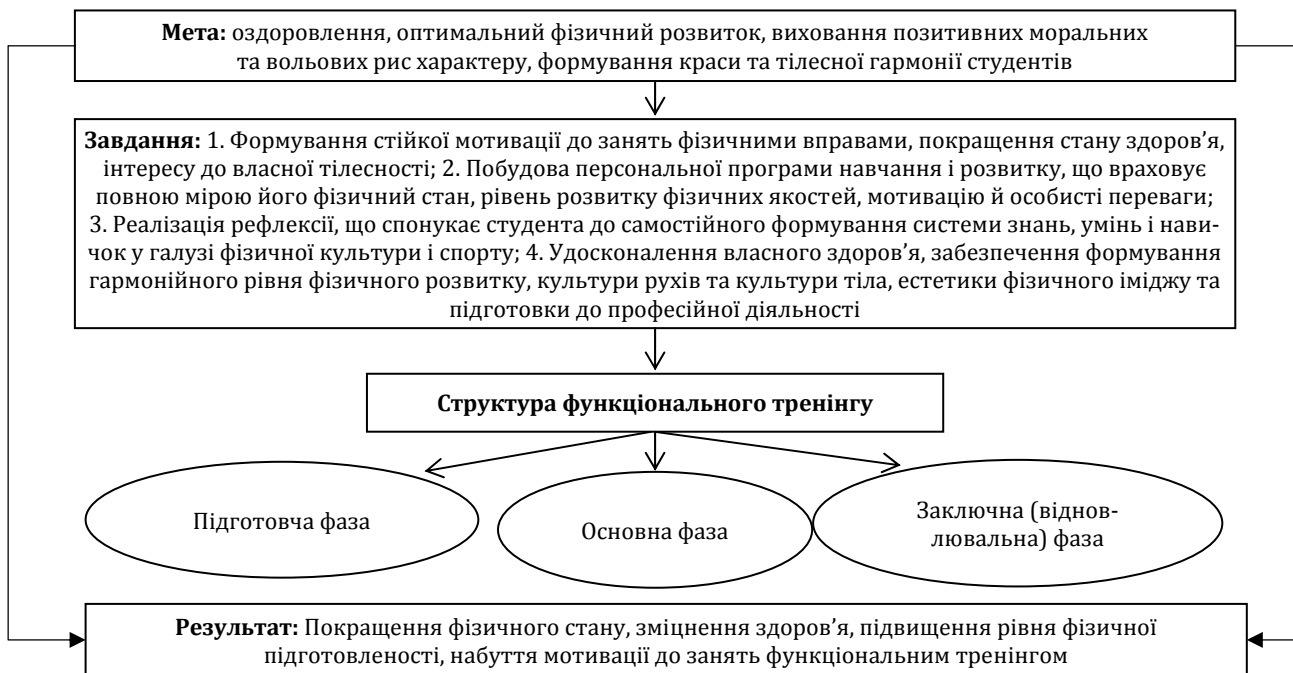 Мета: оздоровлення, оптимальний фізичний розвиток, виховання позитивних моральних
та вольових рис характеру, формування краси та тілесної гармонії студентів
Завдання: 1. Формування стійкої мотивації до занять фізичними вправами, покращення стану здоров’я,
інтересу до власної тілесності; 2. Побудова персональної програми навчання і розвитку, що враховує
повною мірою його фізичний стан, рівень розвитку фізичних якостей, мотивацію й особисті переваги;
3. Реалізація рефлексії, що спонукає студента до самостійного формування системи знань, умінь і нави-
чок у галузі фізичної культури і спорту; 4. Удосконалення власного здоров’я, забезпечення формування
гармонійного рівня фізичного розвитку, культури рухів та культури тіла, естетики фізичного іміджу та
підготовки до професійної діяльності
Структура функціонального тренінгу
Підготовча фаза
Основна фаза
Заключна (віднов-
лювальна) фаза
Результат: Покращення фізичного стану, зміцнення здоров’я, підвищення рівня фізичної
підготовленості, набуття мотивації до занять функціональним тренінгом